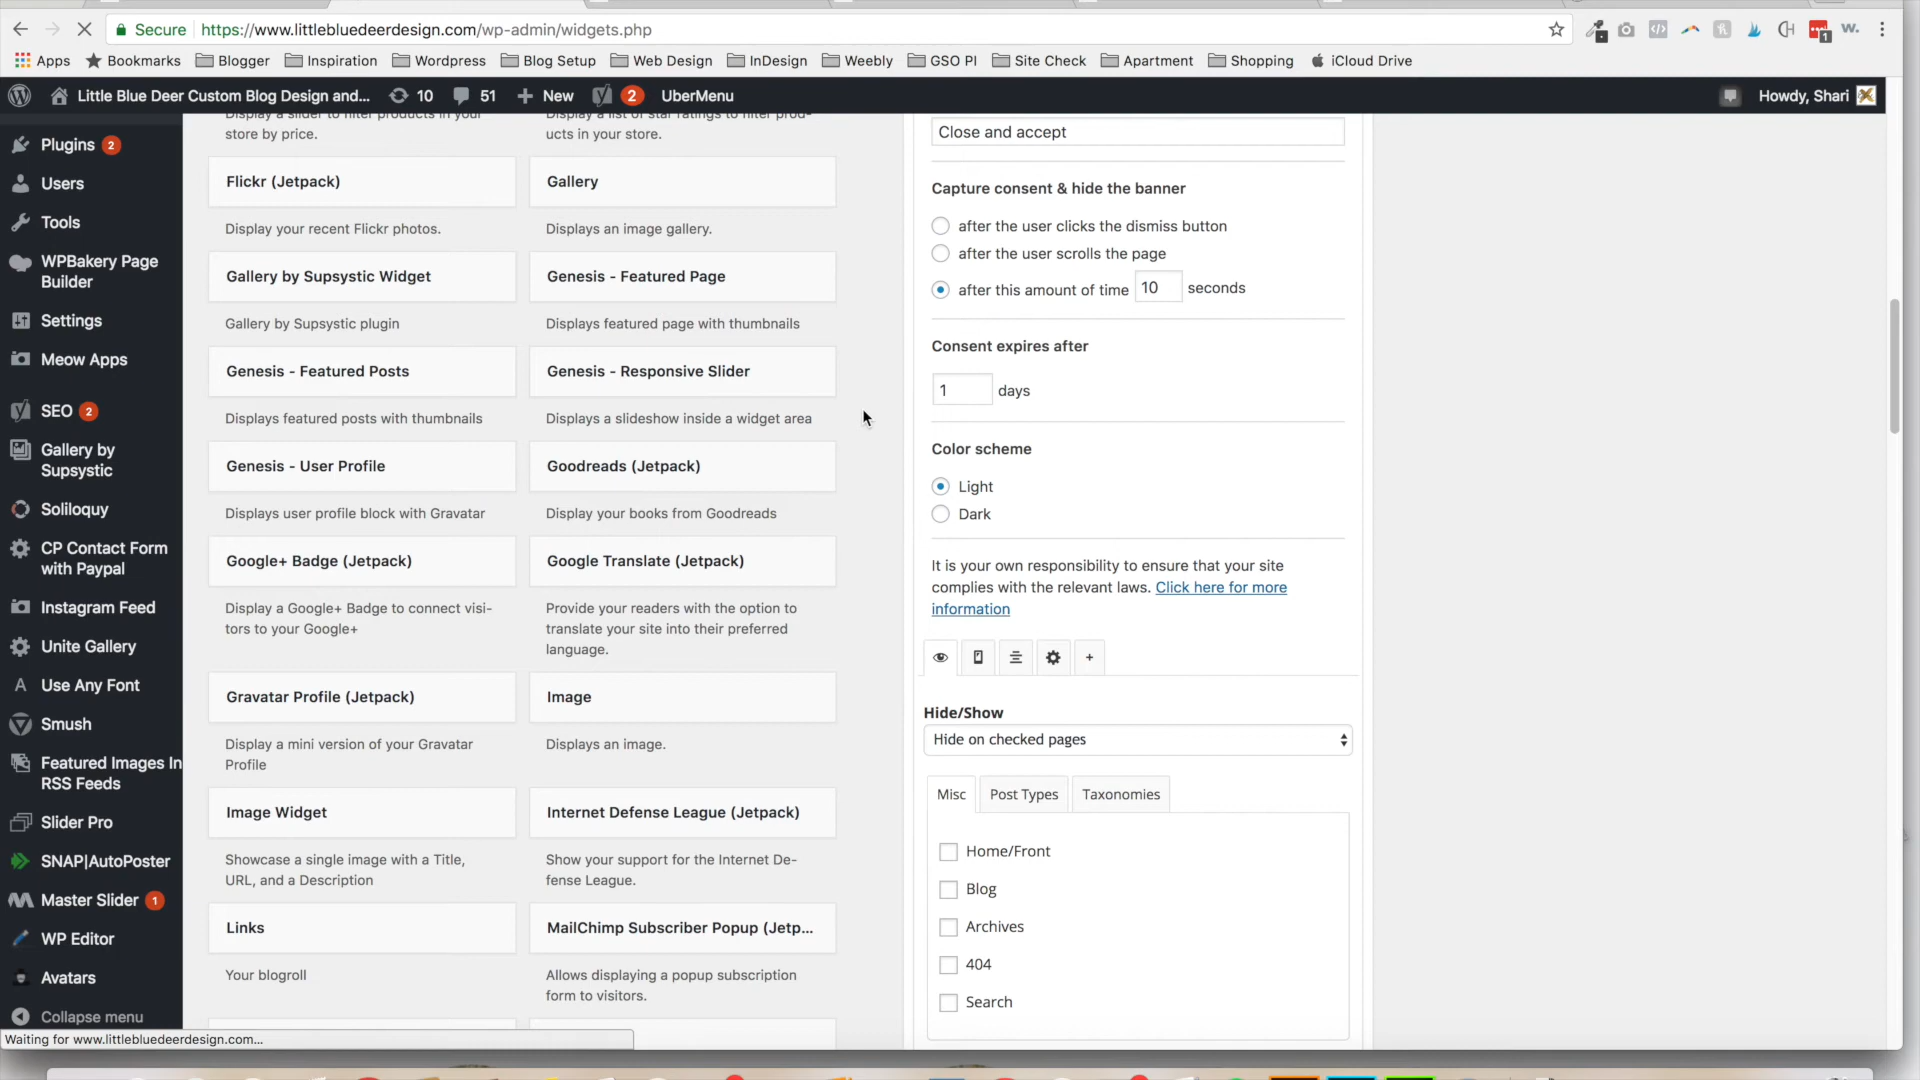 Secure https://www.littlebluedeerdesign.com/wp-admin/widgets.php
Apps Bookmarks Blogger Inspiration Wordpress Blog Setup Web Design InDesign Weebly GSO PI Site Check Apartment Shopping iCloud Drive
Little Blue Deer Custom Blog Design and... 10 51 New 2 UberMenu Howdy, Shari
Plugins 2
Users
Tools
WPBakery Page
Builder
Settings
Meow Apps
SEO 2
Gallery by
Supsystic
Soliloquy
CP Contact Form
with Paypal
Instagram Feed
Unite Gallery
Use Any Font
Smush
Featured Images In
RSS Feeds
Slider Pro
SNAP|AutoPoster
Master Slider 1
WP Editor
Avatars
Collapse menu
Waiting for www.littlebluedeerdesign.com...
Display a slider to filter products in your
store by price.
Display a list of star ratings to filter prod-
ucts in your store.
Flickr (Jetpack)
Display your recent Flickr photos.
Gallery
Displays an image gallery.
Gallery by Supsystic Widget
Gallery by Supsystic plugin
Genesis - Featured Page
Displays featured page with thumbnails
Genesis - Featured Posts
Displays featured posts with thumbnails
Genesis - Responsive Slider
Displays a slideshow inside a widget area
Genesis - User Profile
Displays user profile block with Gravatar
Goodreads (Jetpack)
Display your books from Goodreads
Google+ Badge (Jetpack)
Display a Google+ Badge to connect visi-
tors to your Google+
Google Translate (Jetpack)
Provide your readers with the option to
translate your site into their preferred
language.
Gravatar Profile (Jetpack)
Display a mini version of your Gravatar
Profile
Image
Displays an image.
Image Widget
Showcase a single image with a Title,
URL, and a Description
Internet Defense League (Jetpack)
Show your support for the Internet De-
fense League.
Links
Your blogroll
MailChimp Subscriber Popup (Jetp...
Allows displaying a popup subscription
form to visitors.
Close and accept
Capture consent & hide the banner
after the user clicks the dismiss button
after the user scrolls the page
after this amount of time 10 seconds
Consent expires after
1 days
Color scheme
Light
Dark
It is your own responsibility to ensure that your site
complies with the relevant laws. Click here for more
information
Hide/Show
Hide on checked pages
Misc Post Types Taxonomies
Home/Front
Blog
Archives
404
Search